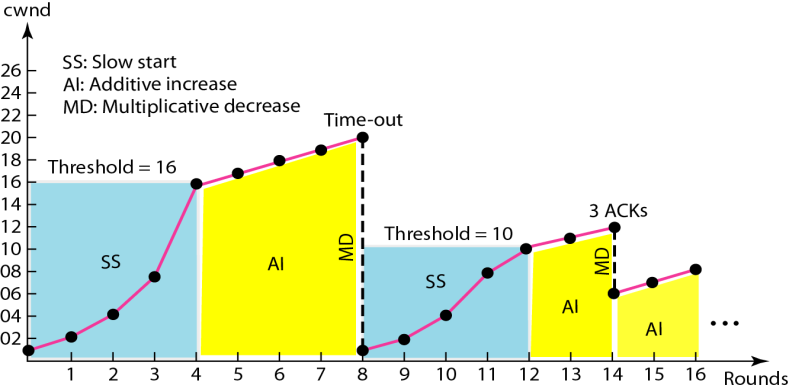 cwnd
SS: Slow start
AI: Additive increase
MD: Multiplicative decrease
26
24
22
20
18
16
14
12
10
08
06
04
02
Time-out
Threshold = 16
3 ACKs
Threshold = 10
SS
AI
MD
SS
AI
MD
AI
...
1 2 3 4 5 6 7 8 9 10 11 12 13 14 15 16
Rounds